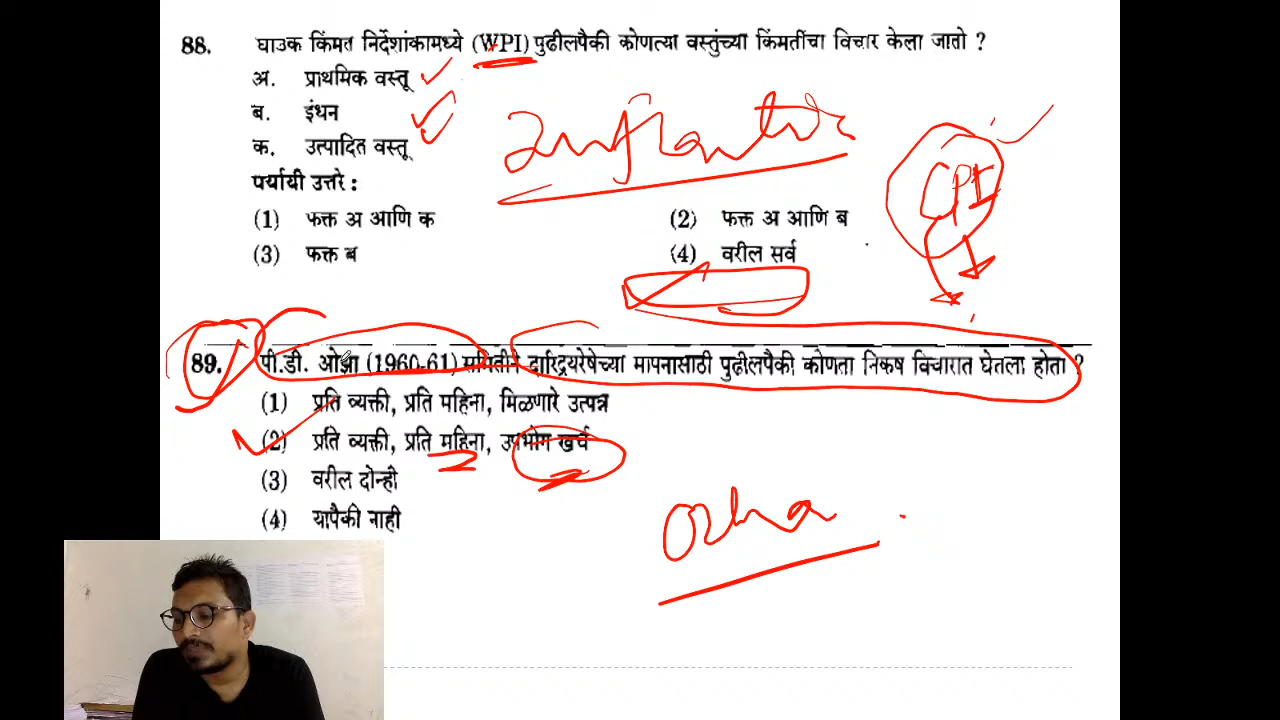 88. घाउक किंमत निर्देशांकामध्ये (WPI) पुढीलपैकी कोणत्या वस्तुंच्या किंमतींचा विचार केला जातो ?
अ. प्राथमिक वस्तू
ब. इंधन
क. उत्पादित वस्तू
पर्यायी उत्तरे :
(1) फक्त अ आणि क (2) फक्त अ आणि ब
(3) फक्त ब (4) वरील सर्व
CPI
89. पी.डी. ओझा (1960-61) समितीने दारिद्र्यरेषेच्या मापनासाठी पुढीलपैकी कोणता निकष विचारात घेतला होता ?
(1) प्रति व्यक्ती, प्रति महिना, मिळणारे उत्पन्न
(2) प्रति व्यक्ती, प्रति महिना, उपभोग खर्च
(3) वरील दोन्ही
(4) यापैकी नाही